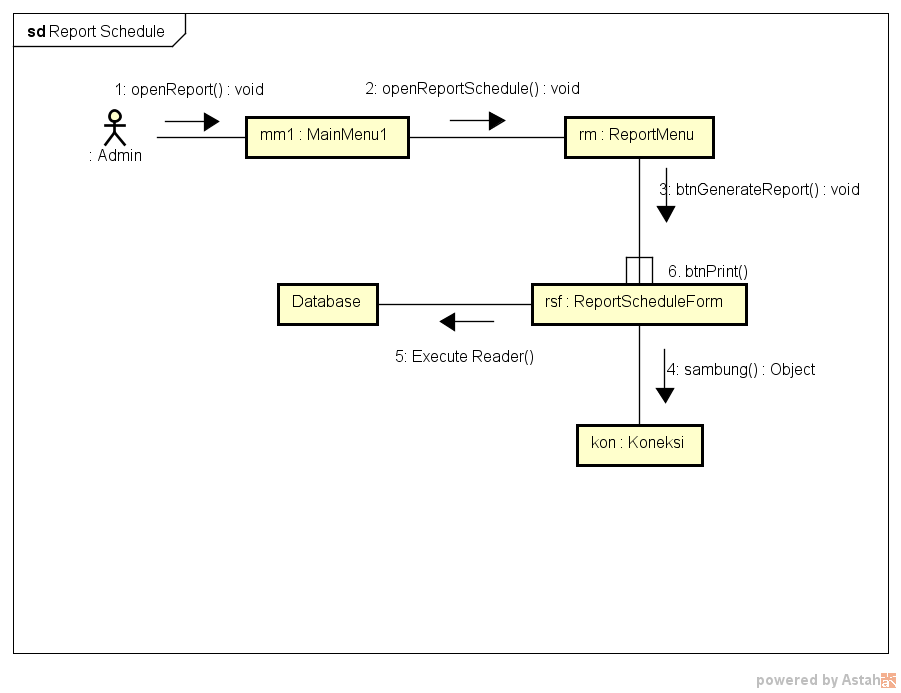 sd Report Schedule
1: openReport() : void
2: openReportSchedule() : void
mm1 : MainMenu1
rm : ReportMenu
: Admin
3: btnGenerateReport() : void
6. btnPrint()
Database
rsf : ReportScheduleForm
5: Execute Reader()
4: sambung() : Object
kon : Koneksi
powered by Astah